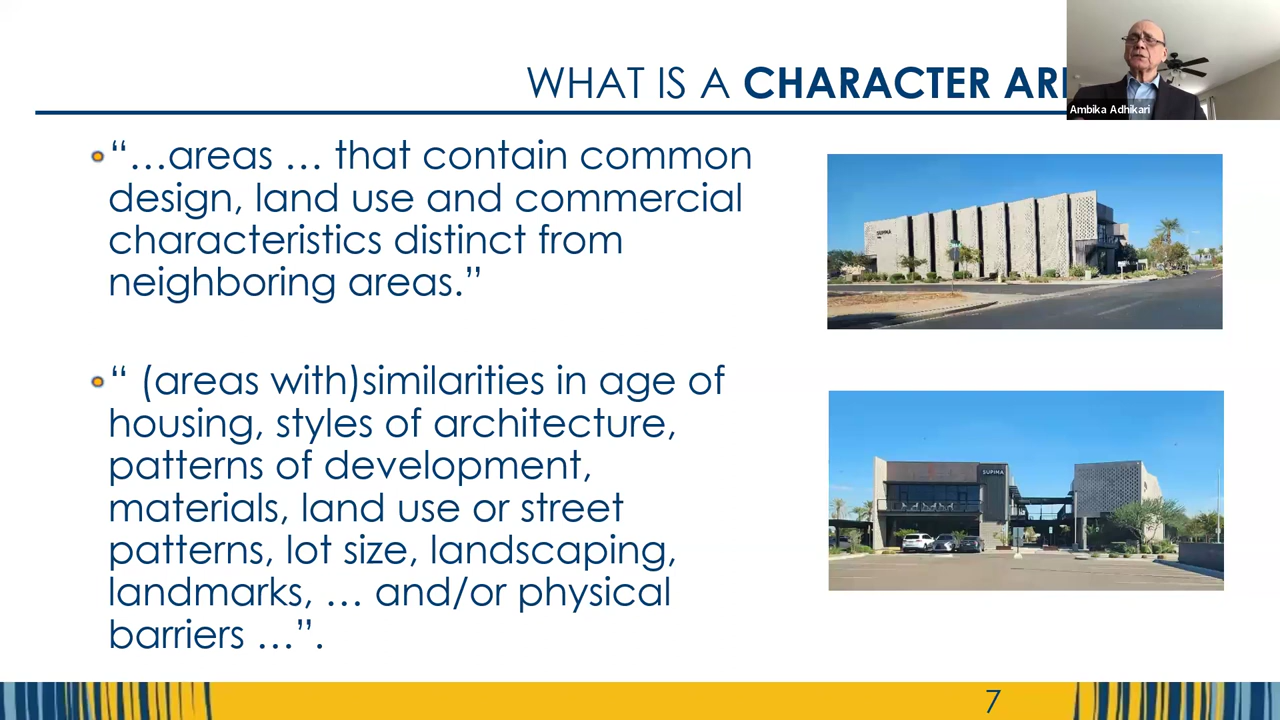 WHAT IS A CHARACTER AR
Ambika Adhikari
“…areas … that contain common
design, land use and commercial
characteristics distinct from
neighboring areas.”
“ (areas with)similarities in age of
housing, styles of architecture,
patterns of development,
materials, land use or street
patterns, lot size, landscaping,
landmarks, … and/or physical
barriers …”.
SUPIMA
SUPIMA
7